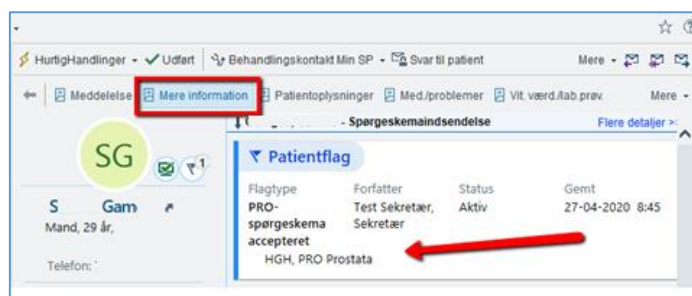 HurtigHandlinger Udført Behandlingskontakt Min SP Svar til patient Mere
Meddelelse Mere information Patientoplysninger Med./problemer Vit. værd./lab.prøv. Mere
- Spørgeskemaindsendelse Flere detaljer >>
SG
1
Patientflag
Flagtype Forfatter Status Gemt
PRO- Test Sekretær, Aktiv 27-04-2020 8:45
spørgeskema Sekretær
accepteret
HGH, PRO Prostata
S Gam
Mand, 29 år,
Telefon: